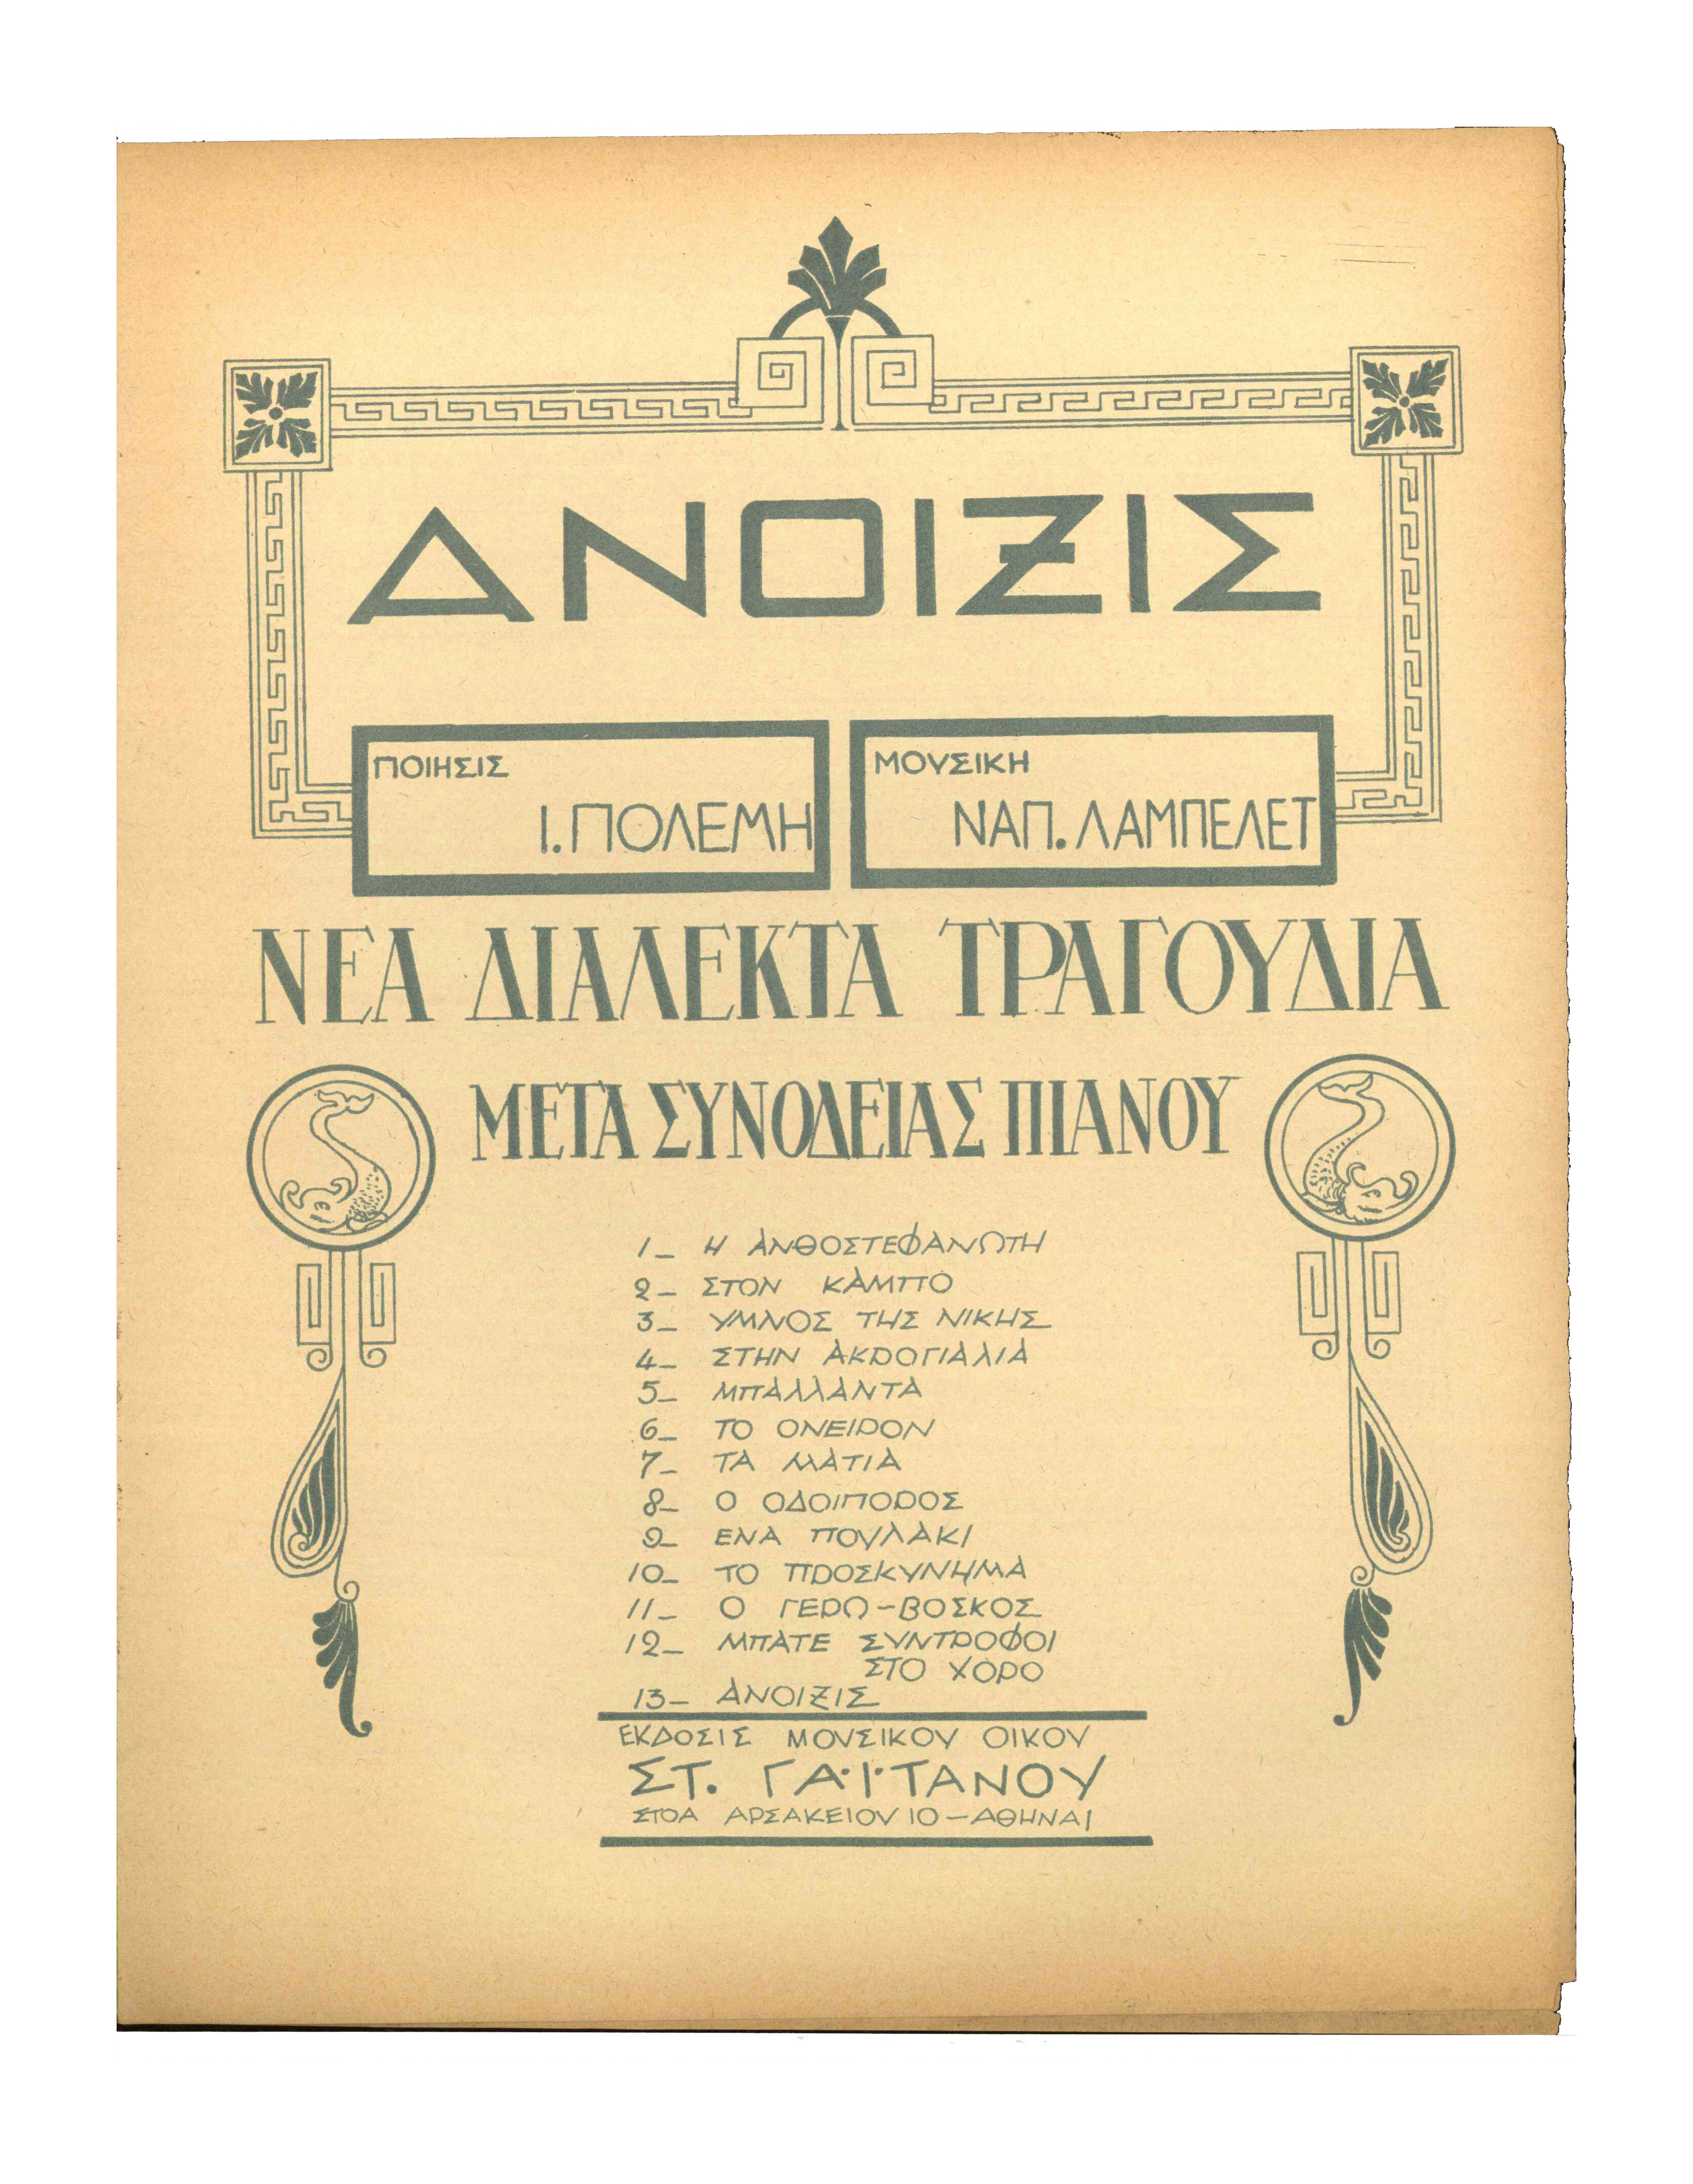 ΑΝΟΙΞΙΣ
ΠΟΙΗΣΙΣ
Ι. ΠΟΛΕΜΗ
ΜΟΥΣΙΚΗ
ΝΑΠ. ΛΑΜΠΕΛΕΤ
ΝΕΑ ΔΙΑΛΕΚΤΑ ΤΡΑΓΟΥΔΙΑ
ΜΕΤΑ ΣΥΝΟΔΕΙΑΣ ΠΙΑΝΟΥ
1_ Η ΑΝΘΟΣΤΕΦΑΝΩΤΗ
2_ ΣΤΟΝ ΚΑΜΠΟ
3_ ΥΜΝΟΣ ΤΗΣ ΝΙΚΗΣ
4_ ΣΤΗΝ ΑΚΡΟΓΙΑΛΙΑ
5_ ΜΠΑΛΛΑΝΤΑ
6_ ΤΟ ΟΝΕΙΡΟΝ
7_ ΤΑ ΜΑΤΙΑ
8_ Ο ΟΔΟΙΠΟΡΟΣ
9_ ΕΝΑ ΠΟΥΛΑΚΙ
10_ ΤΟ ΠΡΟΣΚΥΝΗΜΑ
11_ Ο ΓΕΡΩ-ΒΟΣΚΟΣ
12_ ΜΠΑΤΕ ΣΥΝΤΡΟΦΟΙ
ΣΤΟ ΧΟΡΟ
13_ ΑΝΟΙΞΙΣ
ΕΚΔΟΣΙΣ ΜΟΥΣΙΚΟΥ ΟΙΚΟΥ
ΣΤ. ΓΑΪΤΑΝΟΥ
ΣΤΟΑ ΑΡΣΑΚΕΙΟΥ 10-ΑΘΗΝΑΙ